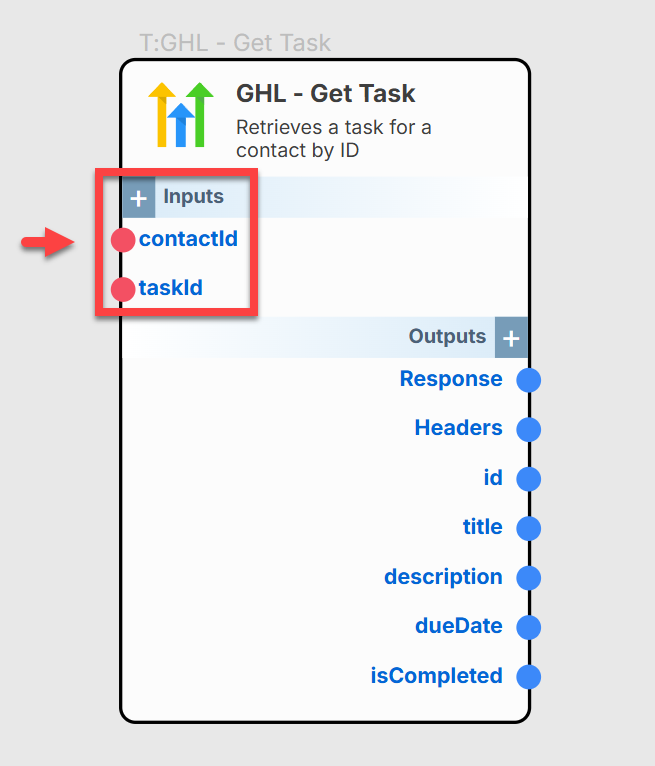 T:GHL - Get Task
GHL - Get Task
Retrieves a task for a
contact by ID
+ Inputs
contactId
taskId
Outputs +
Response
Headers
id
title
description
dueDate
isCompleted